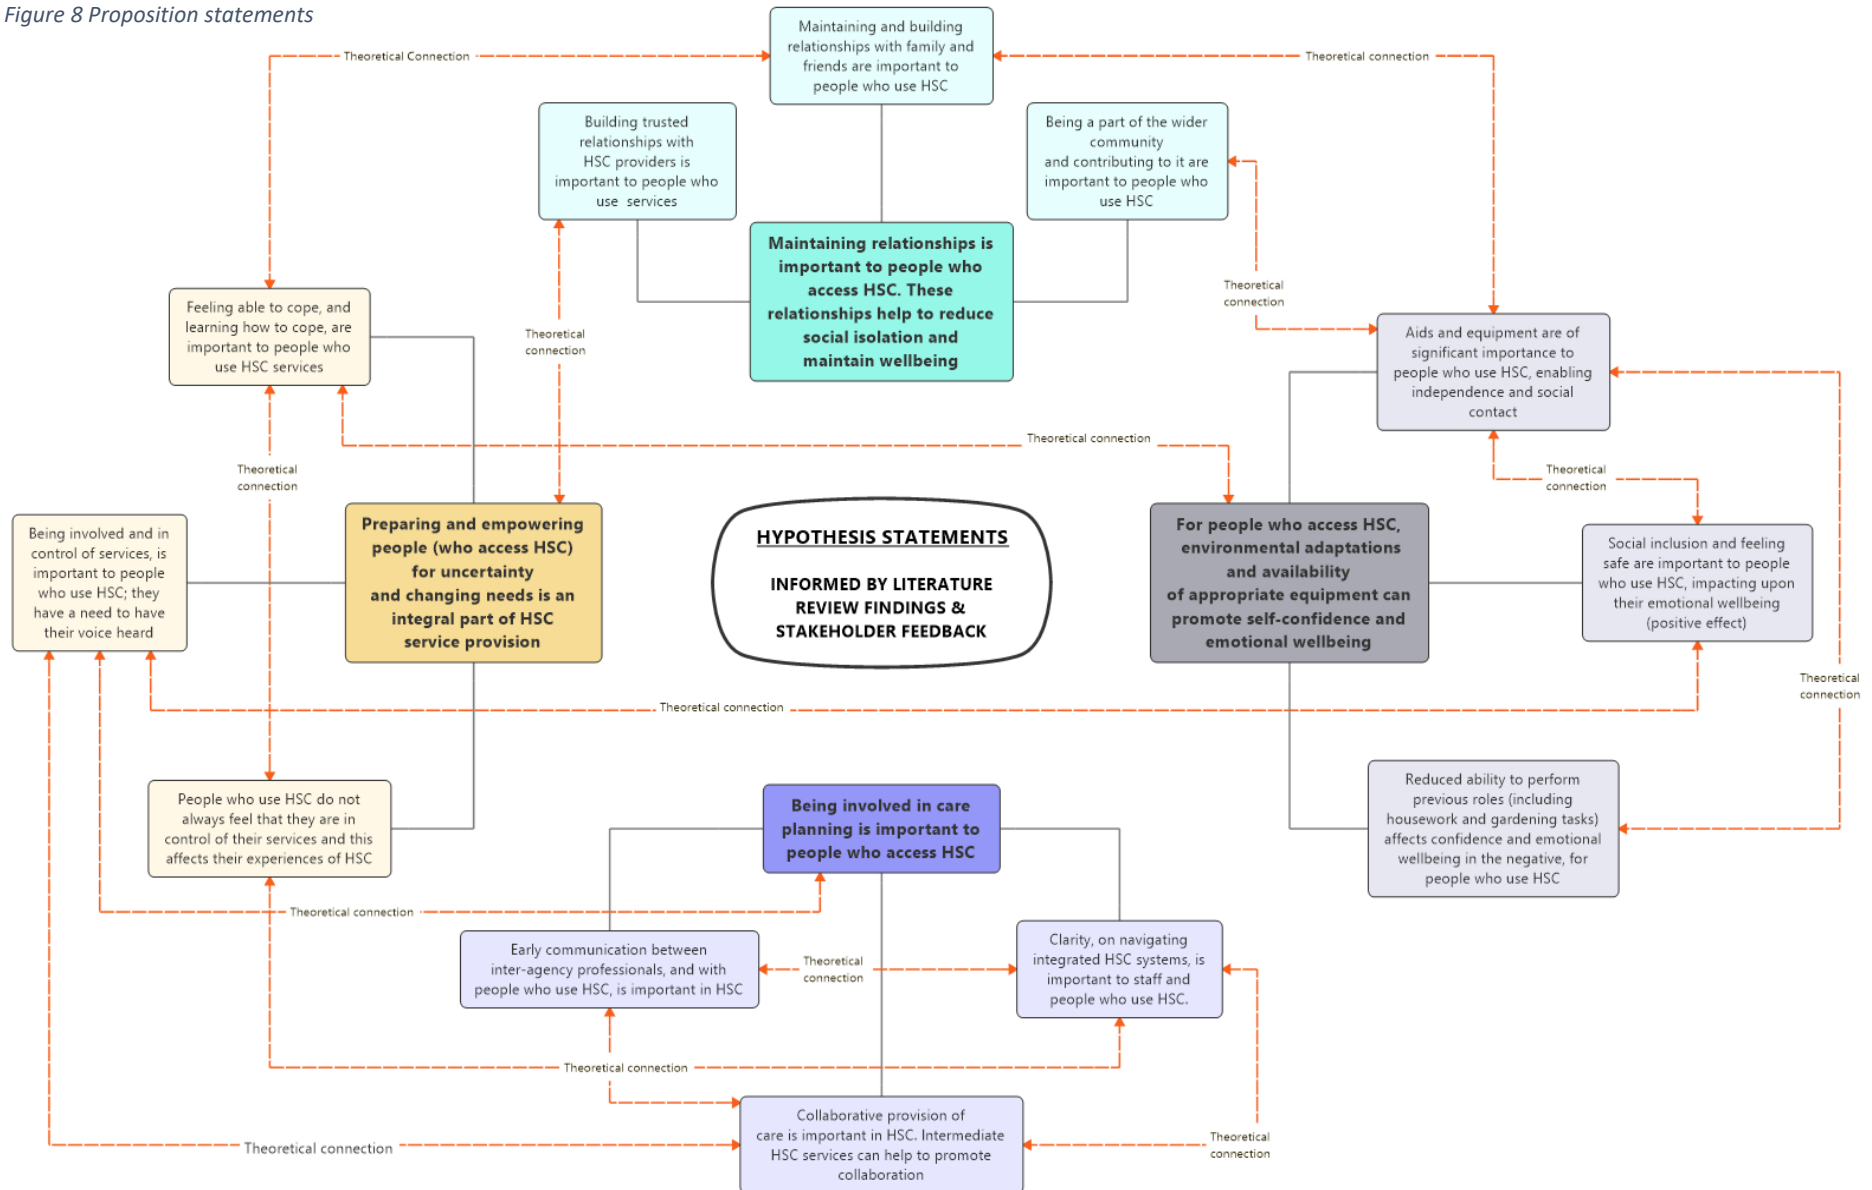 Figure 8 Proposition statements
Maintaining and building
relationships with family and
friends are important to
people who use HSC
Theoretical Connection
Theoretical connection
Building trusted
relationships with
HSC providers is
important to people who
use services
Being a part of the wider
community
and contributing to it are
important to people who
use HSC
Maintaining relationships is
important to people who
access HSC. These
relationships help to reduce
social isolation and
maintain wellbeing
Theoretical
connection
Theoretical
connection
Feeling able to cope, and
learning how to cope, are
important to people who
use HSC services
Aids and equipment are of
significant importance to
people who use HSC, enabling
independence and social
contact
Theoretical connection
Theoretical
connection
Theoretical
connection
Being involved and in
control of services, is
important to people
who use HSC; they
have a need to have
their voice heard
Preparing and empowering
people (who access HSC)
for uncertainty
and changing needs is an
integral part of HSC
service provision
HYPOTHESIS STATEMENTS
INFORMED BY LITERATURE
REVIEW FINDINGS &
STAKEHOLDER FEEDBACK
For people who access HSC,
environmental adaptations
and availability
of appropriate equipment can
promote self-confidence and
emotional wellbeing
Social inclusion and feeling
safe are important to people
who use HSC, impacting upon
their emotional wellbeing
(positive effect)
Theoretical
connection
Theoretical connection
People who use HSC do not
always feel that they are in
control of their services and this
affects their experiences of HSC
Being involved in care
planning is important to
people who access HSC
Reduced ability to perform
previous roles (including
housework and gardening tasks)
affects confidence and emotional
wellbeing in the negative, for
people who use HSC
Theoretical connection
Early communication between
inter-agency professionals, and with
people who use HSC, is important in HSC
Theoretical
connection
Clarity, on navigating
integrated HSC systems, is
important to staff and
people who use HSC.
Theoretical connection
Theoretical connection
Collaborative provision of
care is important in HSC. Intermediate
HSC services can help to promote
collaboration
Theoretical
connection